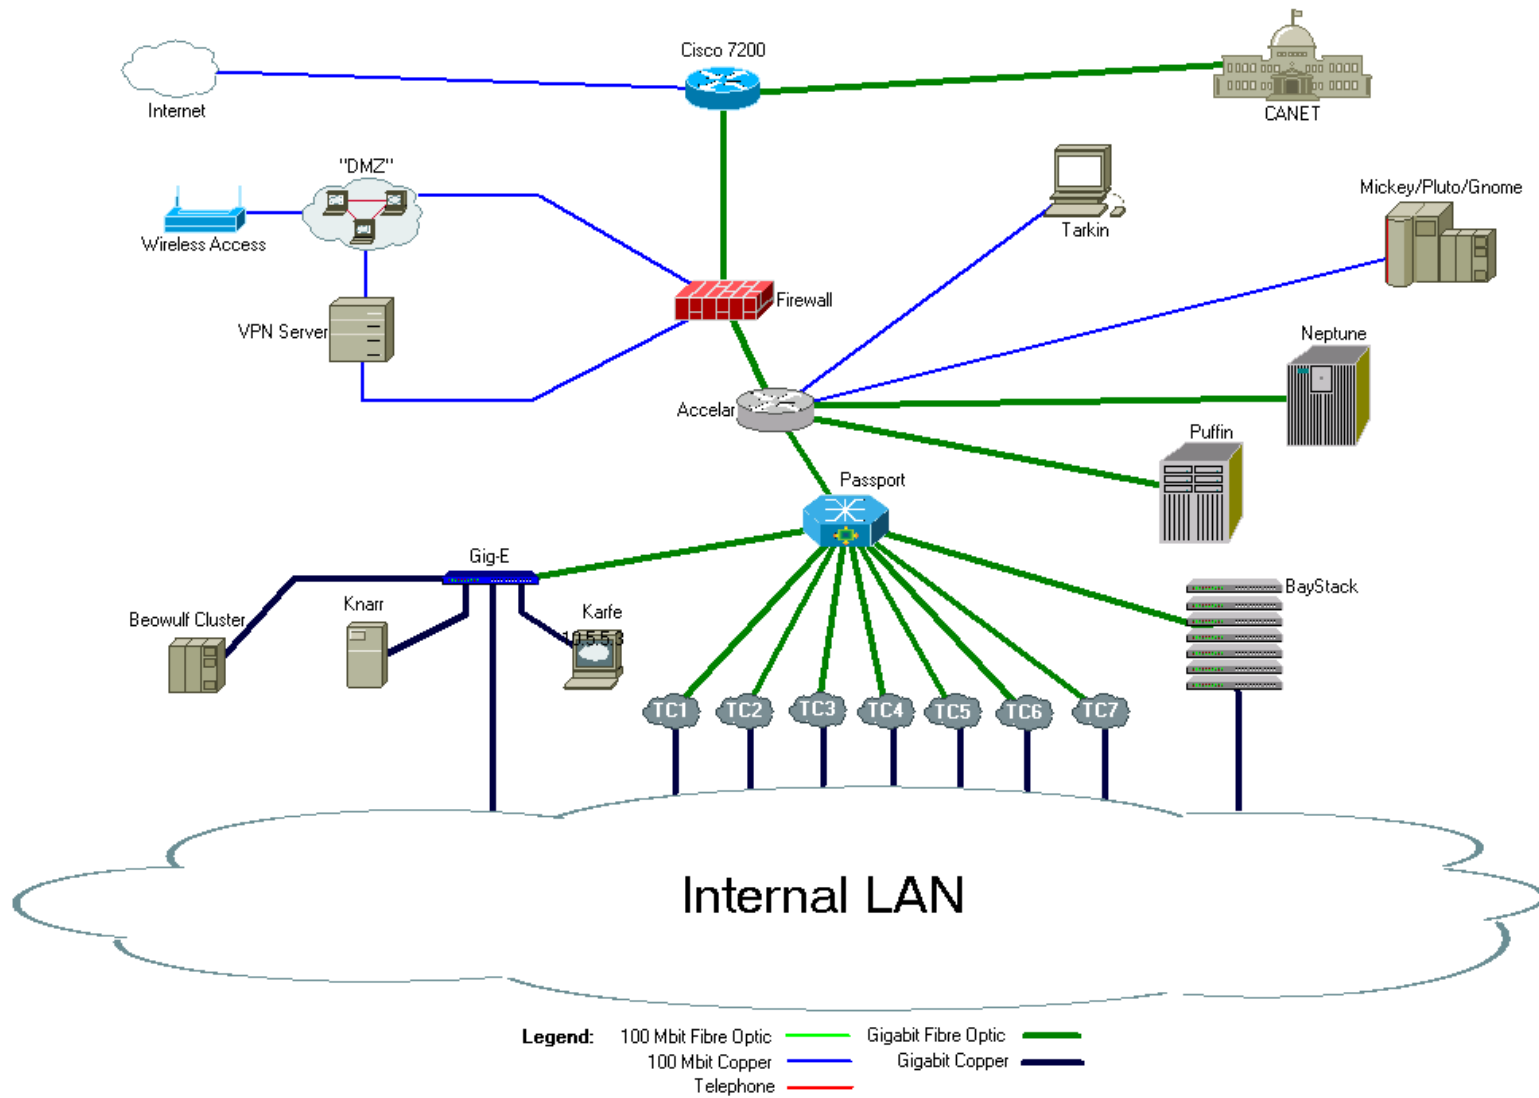 Cisco 7200
Internet
CANET
"DMZ"
Wireless Access
Tarkin
Mickey/Pluto/Gnome
VPN Server
Firewall
Neptune
Accelar
Puffin
Passport
Gig-E
BayStack
Beowulf Cluster
Knarr
Karfe
10.5.5.3
TC1
TC2
TC3
TC4
TC5
TC6
TC7
Internal LAN
Legend: 100 Mbit Fibre Optic Gigabit Fibre Optic
100 Mbit Copper Gigabit Copper
Telephone